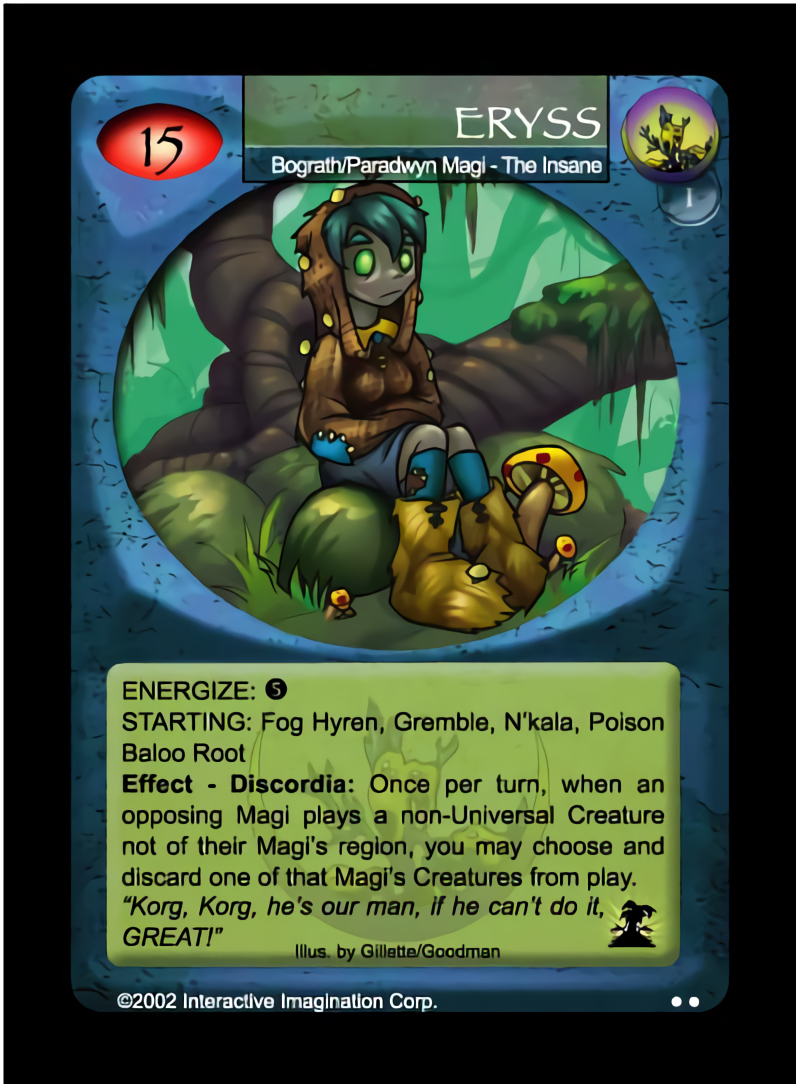 15
ERYSS
Bograth/Paradwyn Magi - The Insane
1
ENERGIZE: 5
STARTING: Fog Hyren, Gremble, N'kala, Poison
Baloo Root
Effect - Discordia: Once per turn, when an
opposing Magi plays a non-Universal Creature
not of their Magi's region, you may choose and
discard one of that Magi's Creatures from play.
"Korg, Korg, he's our man, if he can't do it,
GREAT!"
Illus. by Gillette/Goodman
©2002 Interactive Imagination Corp.